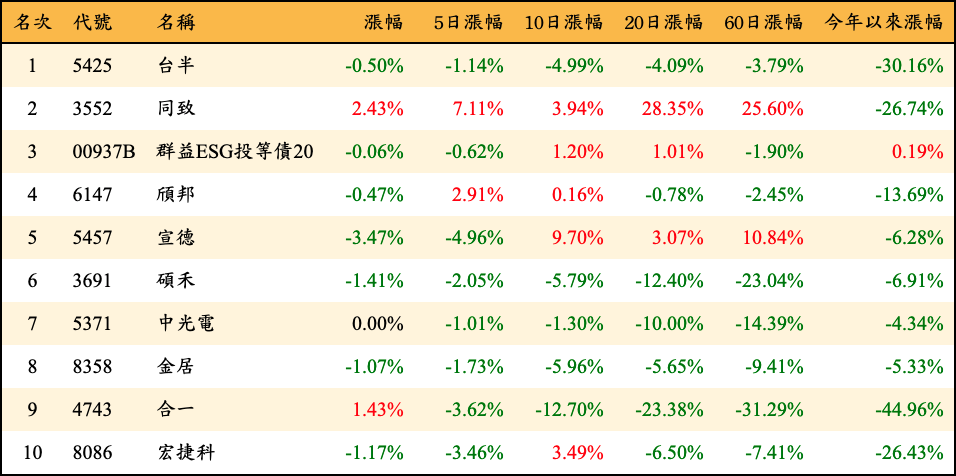 名次 代號 名稱 漲幅 5日漲幅 10日漲幅 20日漲幅 60日漲幅 今年以來漲幅
1 5425 台半 -0.50% -1.14% -4.99% -4.09% -3.79% -30.16%
2 3552 同致 2.43% 7.11% 3.94% 28.35% 25.60% -26.74%
3 00937B 群益ESG投等債20 -0.06% -0.62% 1.20% 1.01% -1.90% 0.19%
4 6147 頎邦 -0.47% 2.91% 0.16% -0.78% -2.45% -13.69%
5 5457 宣德 -3.47% -4.96% 9.70% 3.07% 10.84% -6.28%
6 3691 碩禾 -1.41% -2.05% -5.79% -12.40% -23.04% -6.91%
7 5371 中光電 0.00% -1.01% -1.30% -10.00% -14.39% -4.34%
8 8358 金居 -1.07% -1.73% -5.96% -5.65% -9.41% -5.33%
9 4743 合一 1.43% -3.62% -12.70% -23.38% -31.29% -44.96%
10 8086 宏捷科 -1.17% -3.46% 3.49% -6.50% -7.41% -26.43%